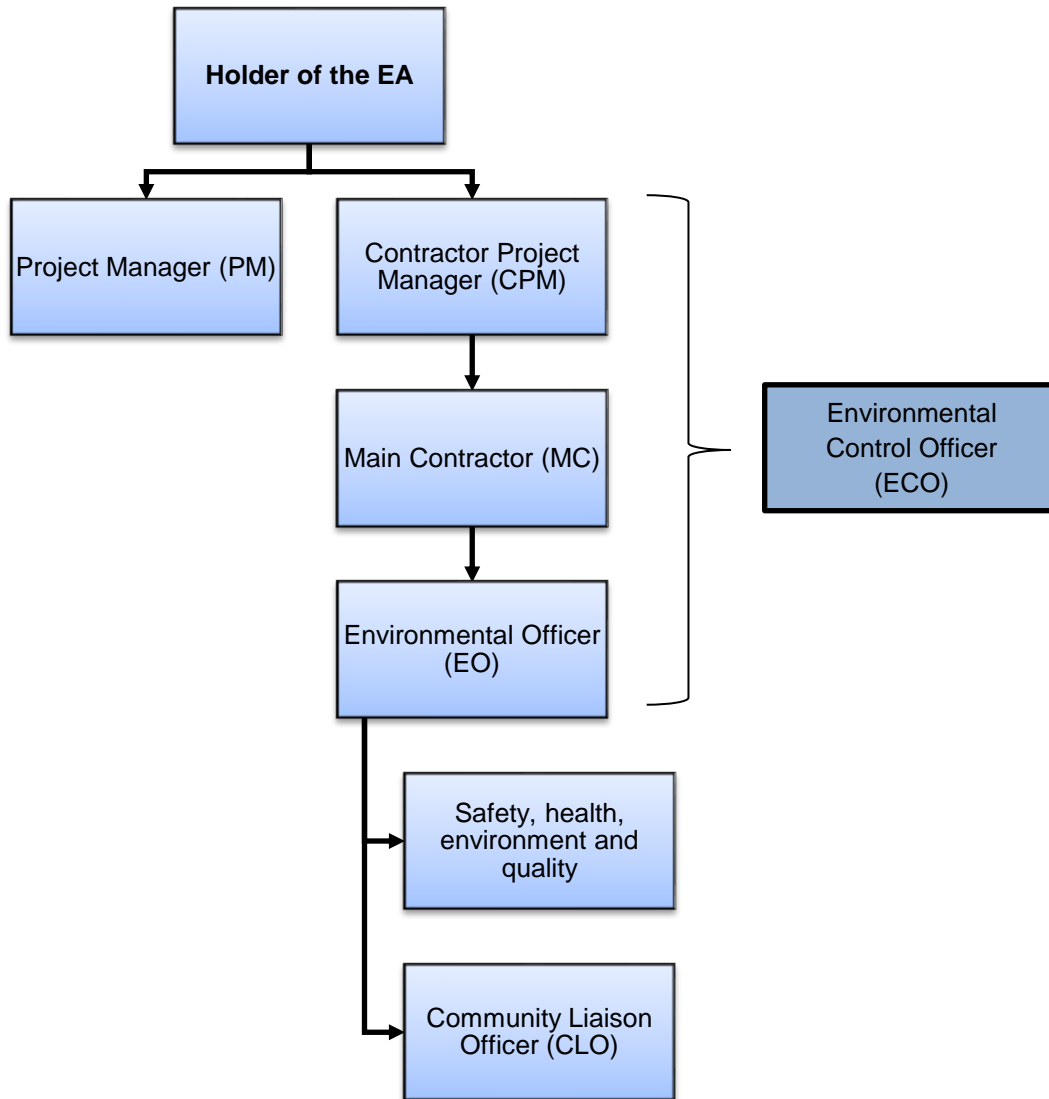 Holder of the EA
Project Manager (PM)
Contractor Project
Manager (CPM)
Main Contractor (MC)
Environmental
Control Officer
(ECO)
Environmental Officer
(EO)
Safety, health,
environment and
quality
Community Liaison
Officer (CLO)